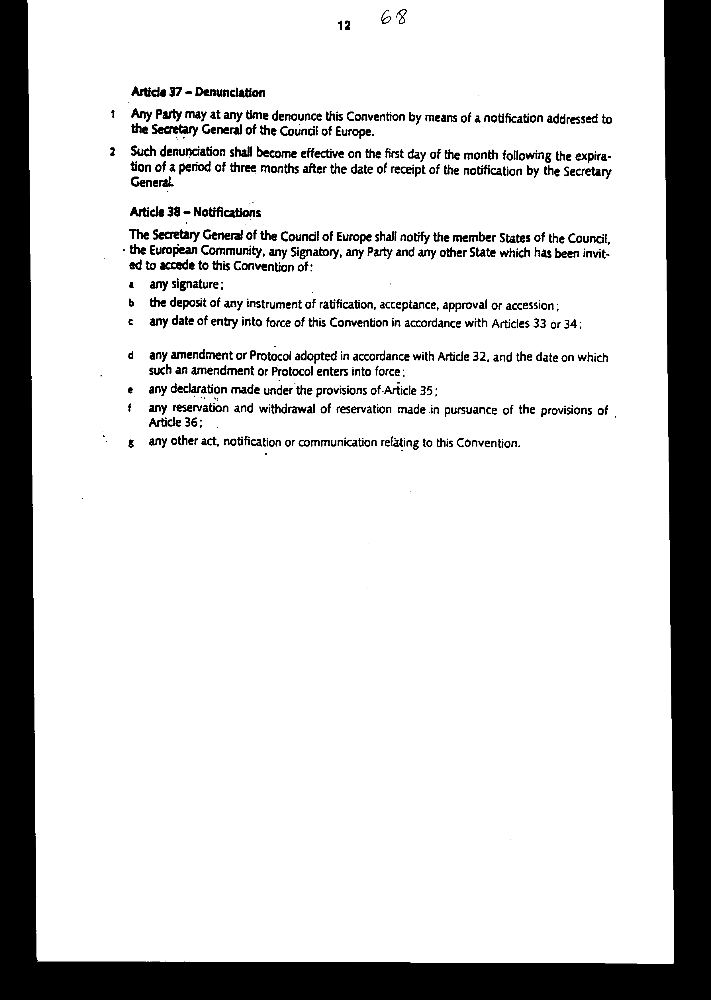 12 68
Article 37 – Denunciation
1 Any Party may at any time denounce this Convention by means of a notification addressed to
the Secretary General of the Council of Europe.
2 Such denunciation shall become effective on the first day of the month following the expira-
tion of a period of three months after the date of receipt of the notification by the Secretary
General.
Article 38 – Notifications
The Secretary General of the Council of Europe shall notify the member States of the Council,
the European Community, any Signatory, any Party and any other State which has been invit-
ed to accede to this Convention of:
a any signature;
b the deposit of any instrument of ratification, acceptance, approval or accession;
c any date of entry into force of this Convention in accordance with Articles 33 or 34;
d any amendment or Protocol adopted in accordance with Article 32, and the date on which
such an amendment or Protocol enters into force;
e any declaration made under the provisions of Article 35;
f any reservation and withdrawal of reservation made in pursuance of the provisions of
Article 36;
g any other act, notification or communication relating to this Convention.